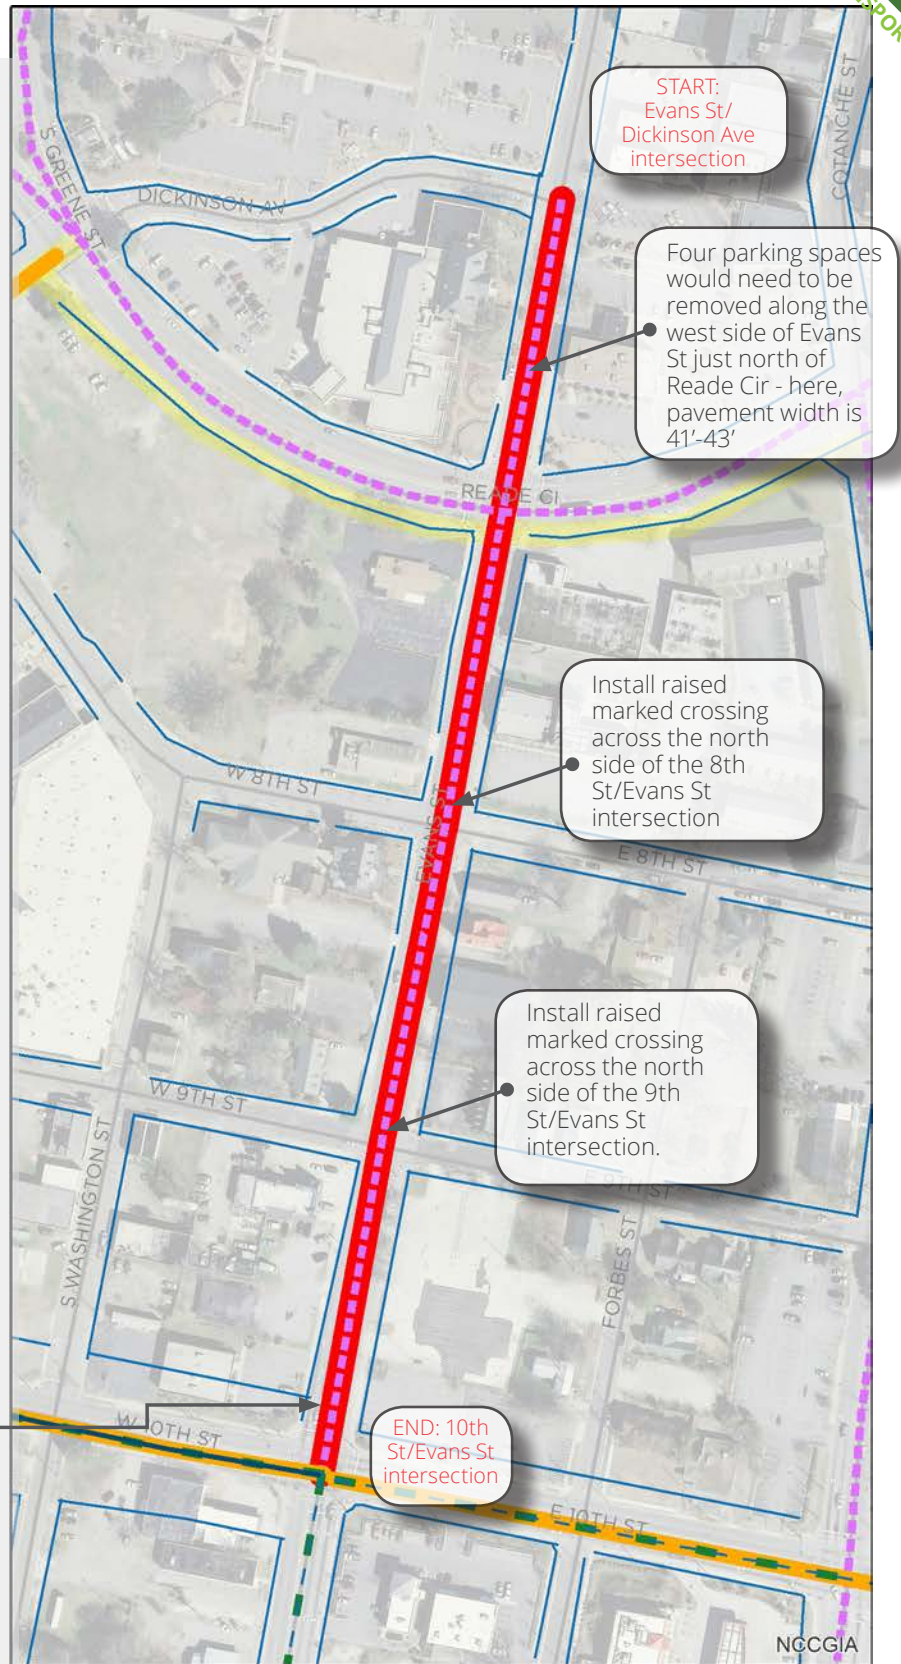 START:
Evans St/
Dickinson Ave
intersection
COTANCHE ST
S GREENE ST
DICKINSON AV
Four parking spaces
would need to be
removed along the
west side of Evans
St just north of
Reade Cir - here,
pavement width is
41’-43’
READE CI
Install raised
marked crossing
across the north
side of the 8th
St/Evans St
intersection
W 8TH ST
EVANS ST
E 8TH ST
Install raised
marked crossing
across the north
side of the 9th
St/Evans St
intersection.
W 9TH ST
E 9TH ST
S WASHINGTON ST
FORBES ST
END: 10th
St/Evans St
intersection
W 10TH ST
E 10TH ST
NCCGIA